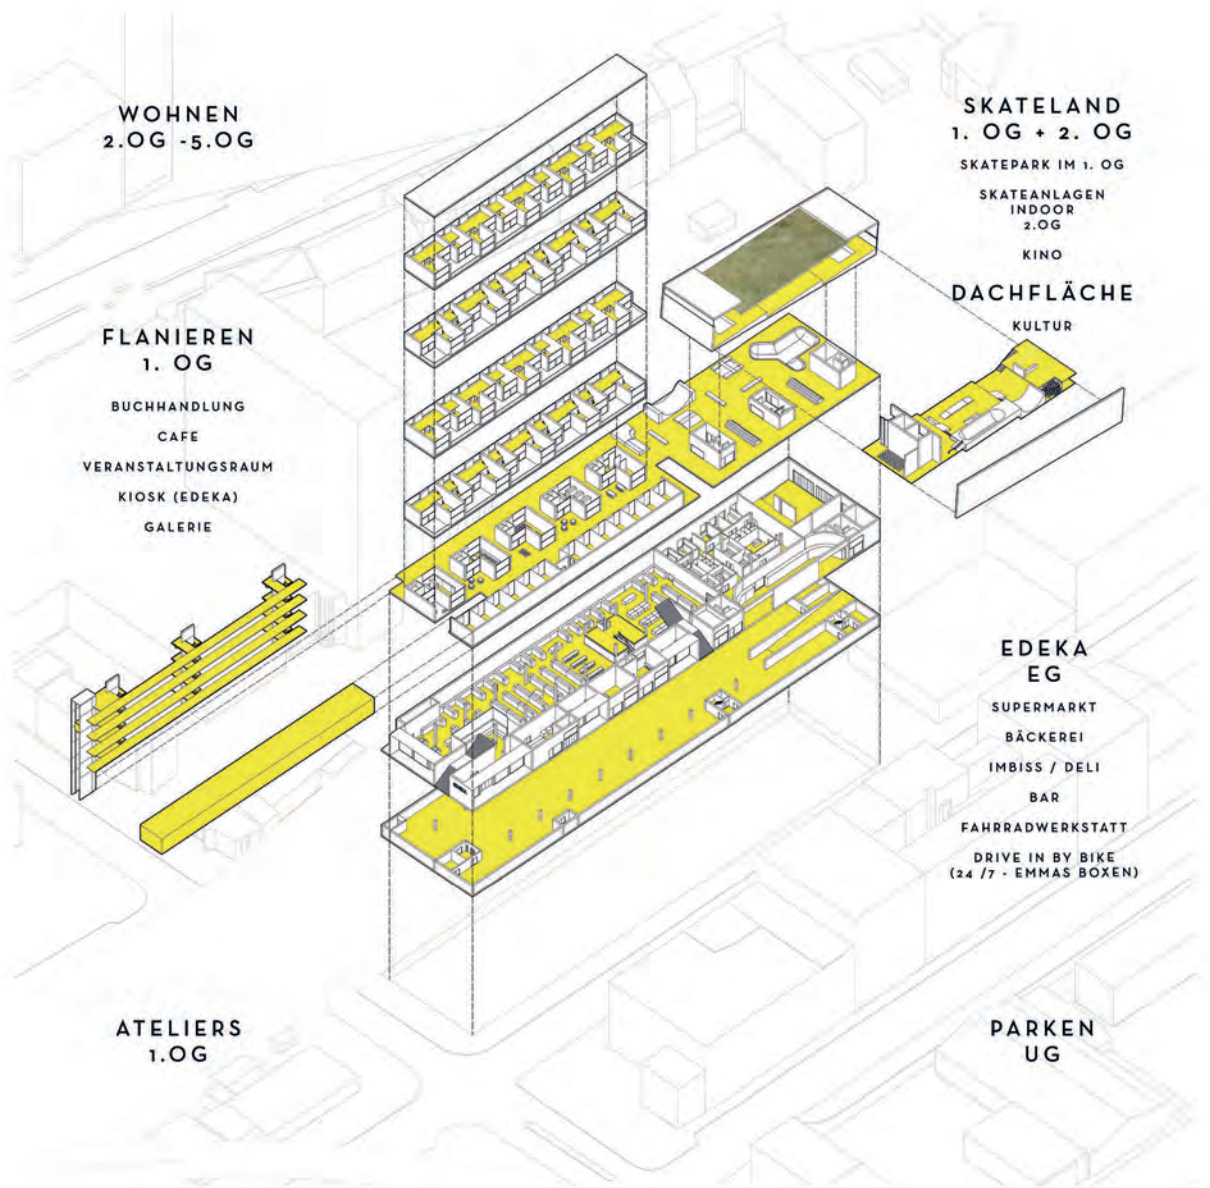 WOHNEN
2.OG -5.OG
FLANIEREN
1. OG
BUCHHANDLUNG
CAFE
VERANSTALTUNGSRAUM
KIOSK (EDEKA)
GALERIE
SKATELAND
1. OG + 2. OG
SKATEPARK IM 1. OG
SKATEANLAGEN
INDOOR
2.OG
KINO
DACHFLÄCHE
KULTUR
EDEKA
EG
SUPERMARKT
BÄCKEREI
IMBISS / DELI
BAR
FAHRRADWERKSTATT
DRIVE IN BY BIKE
(24 /7 - EMMAS BOXEN)
ATELIERS
1.OG
PARKEN
UG